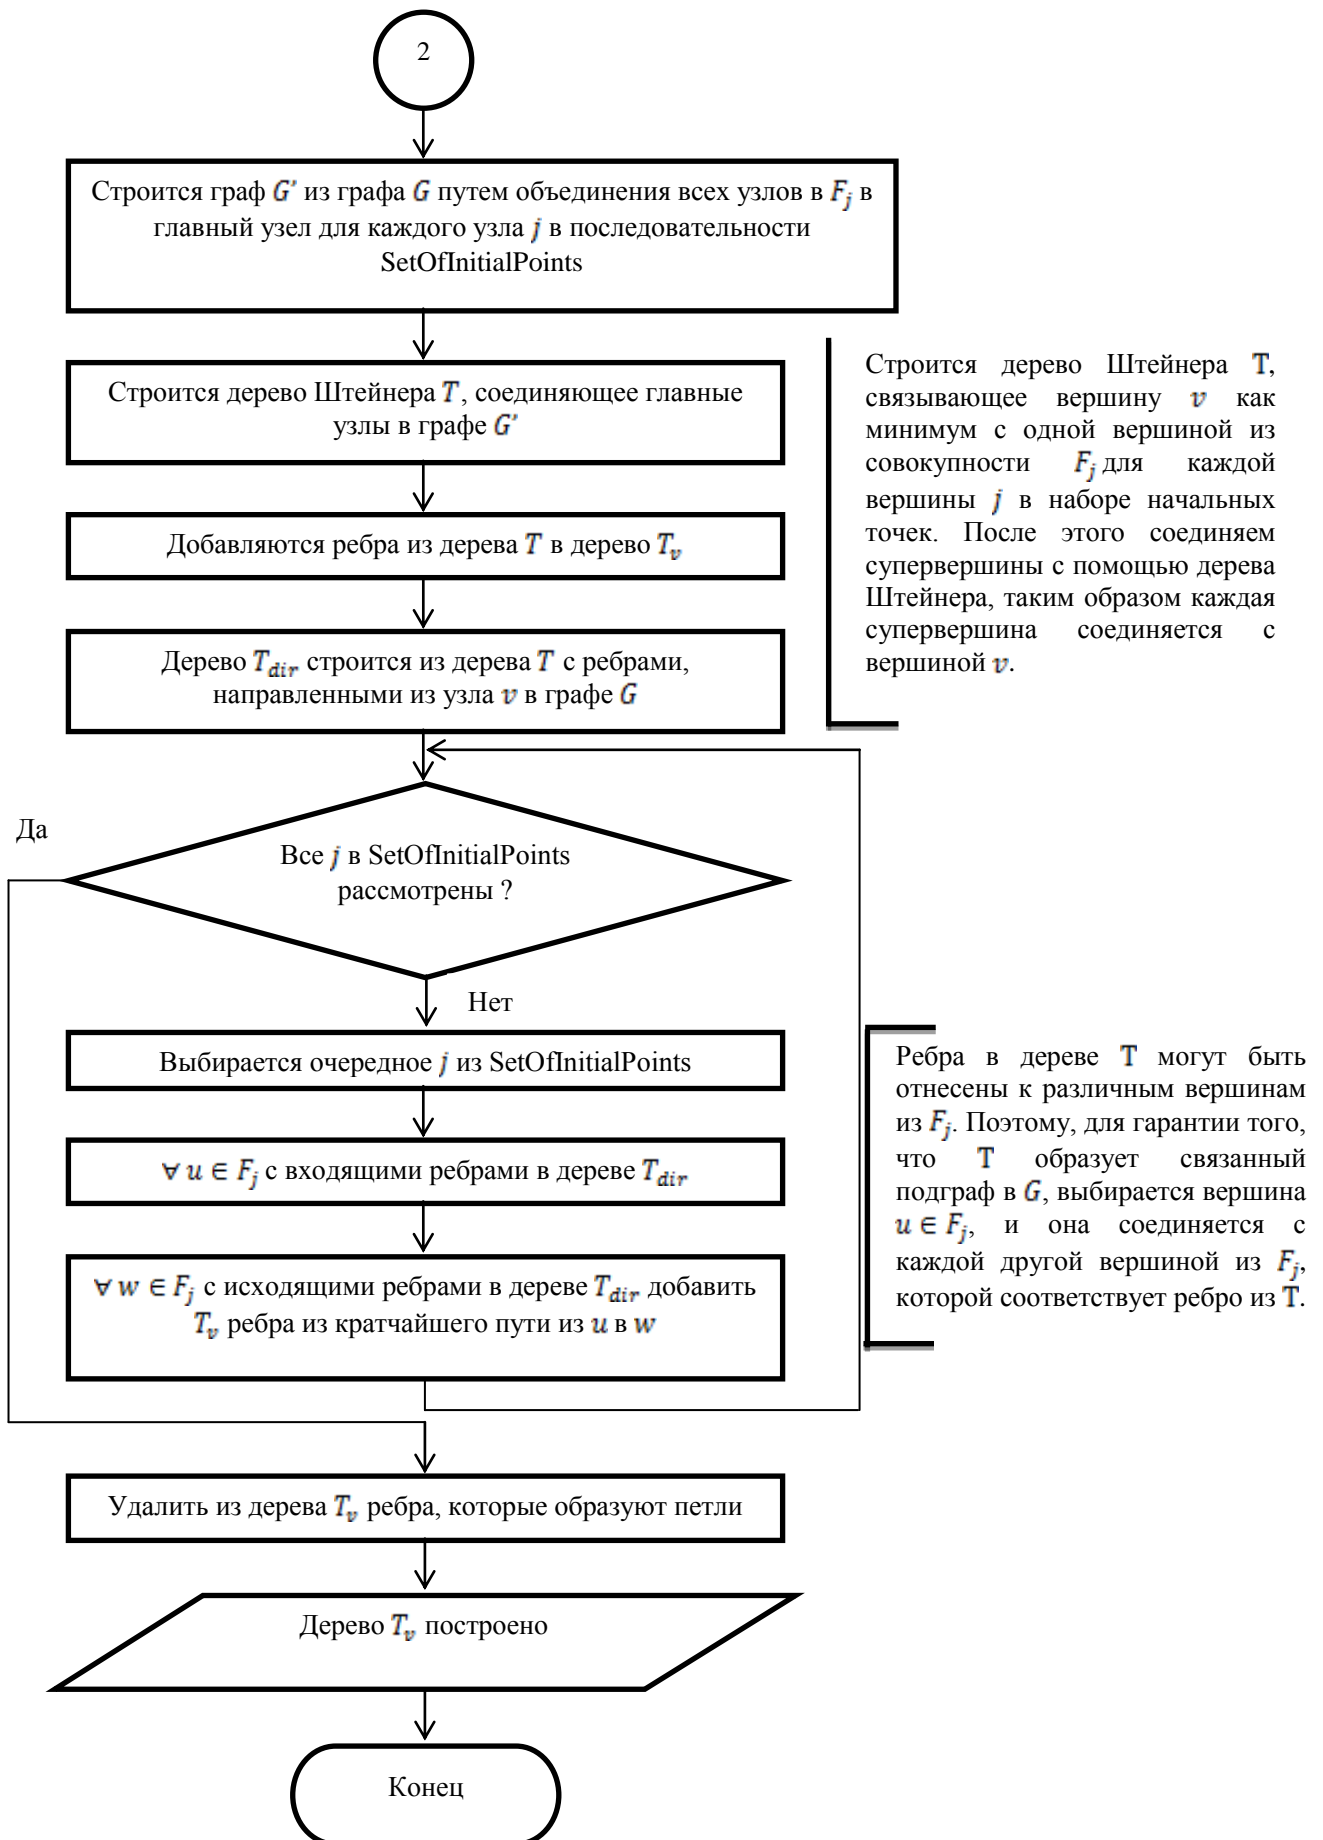 2
Строится граф G’ из графа G путем объединения всех узлов в F_j в
главный узел для каждого узла j в последовательности
SetOfInitialPoints
Строится дерево Штейнера T, соединяющее главные
узлы в графе G’
Добавляются ребра из дерева T в дерево T_v
Дерево T_dir строится из дерева T с ребрами,
направленными из узла v в графе G
Строится дерево Штейнера T,
связывающее вершину v как
минимум с одной вершиной из
совокупности F_j для каждой
вершины j в наборе начальных
точек. После этого соединяем
супервершины с помощью дерева
Штейнера, таким образом каждая
супервершина соединяется с
вершиной v.
Да
Все j в SetOfInitialPoints
рассмотрены ?
Нет
Выбирается очередное j из SetOfInitialPoints
∀ u ∈ F_j с входящими ребрами в дереве T_dir
∀ w ∈ F_j с исходящими ребрами в дереве T_dir добавить
T_v ребра из кратчайшего пути из u в w
Ребра в дереве T могут быть
отнесены к различным вершинам
из F_j. Поэтому, для гарантии того,
что T образует связанный
подграф в G, выбирается вершина
u ∈ F_j, и она соединяется с
каждой другой вершиной из F_j,
которой соответствует ребро из T.
Удалить из дерева T_v ребра, которые образуют петли
Дерево T_v построено
Конец